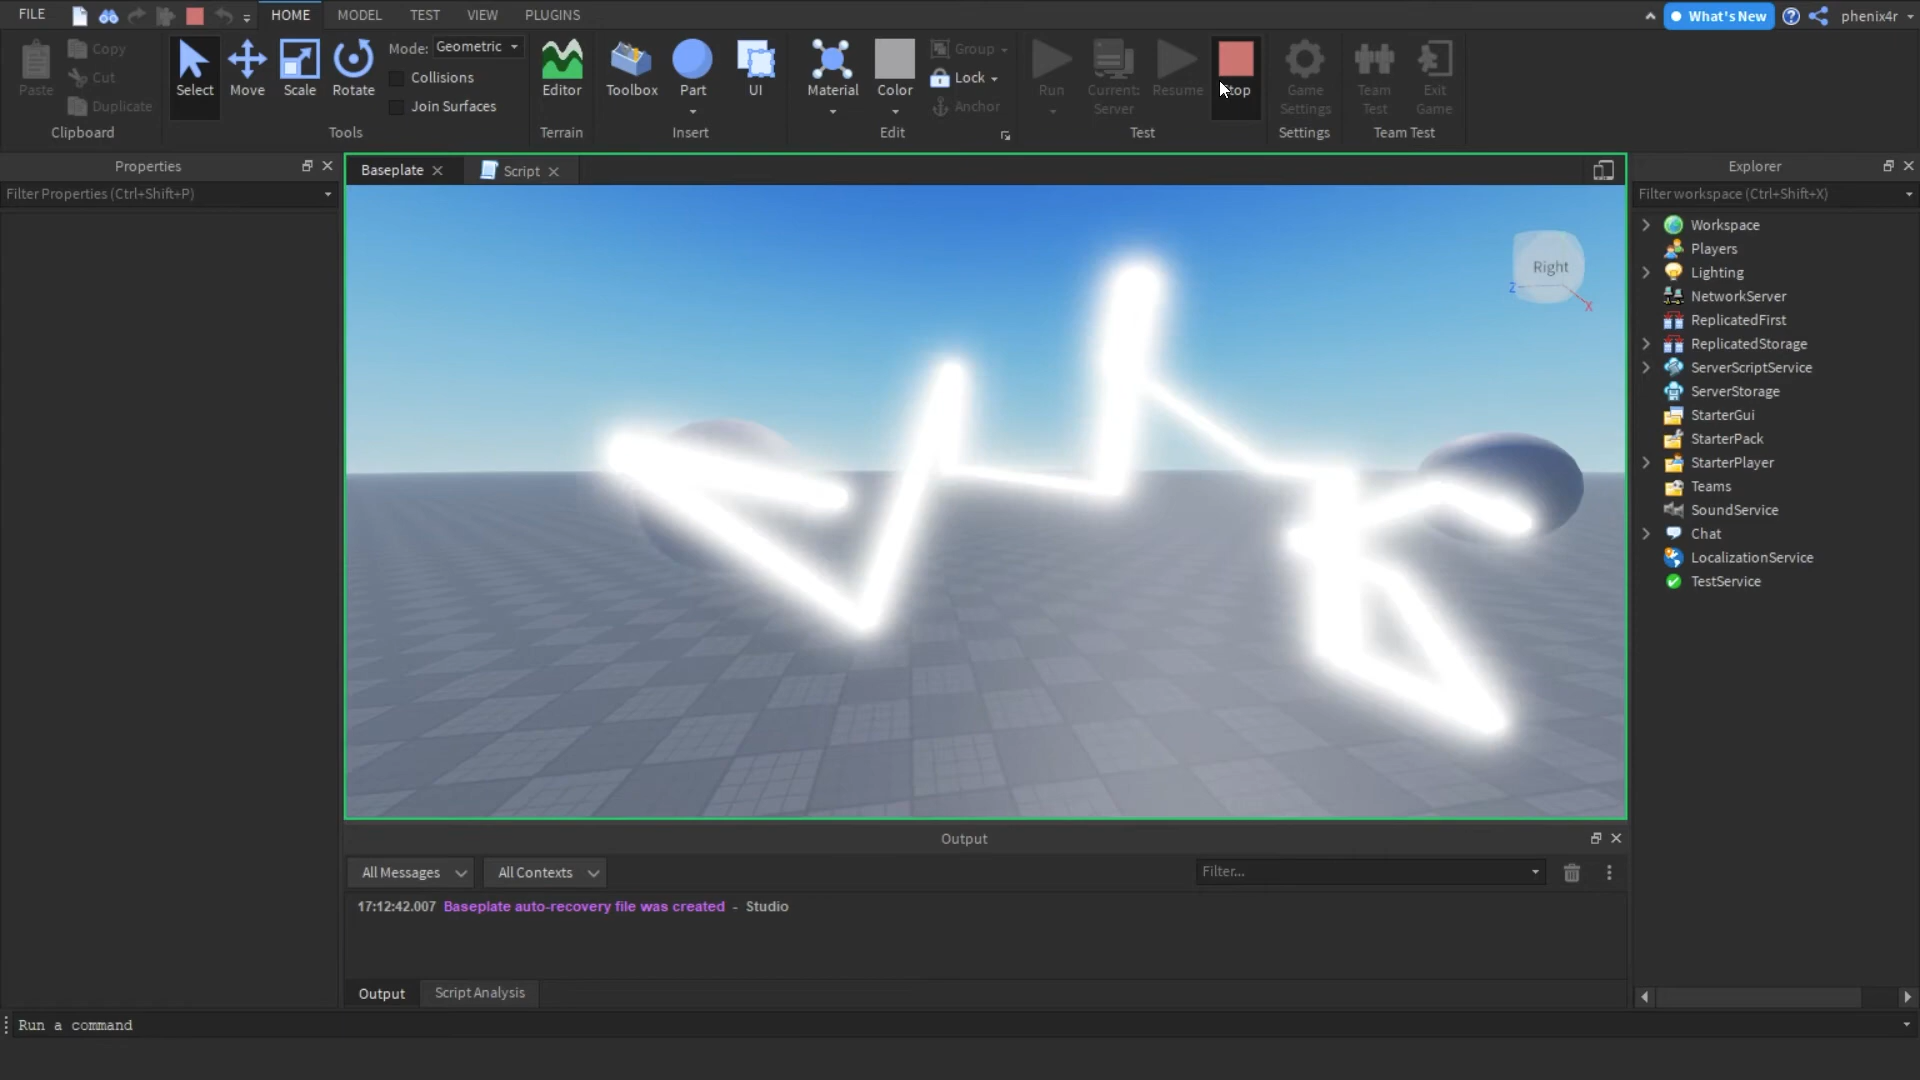 FILE
HOME
MODEL
TEST
VIEW
PLUGINS
What's New
phenix4r
Paste
Copy
Cut
Duplicate
Clipboard
Select
Move
Scale
Rotate
Mode: Geometric
Collisions
Join Surfaces
Tools
Editor
Terrain
Toolbox
Part
UI
Insert
Material
Color
Group
Lock
Anchor
Edit
Run
Current:
Server
Resume
Test
Game
Settings
Settings
Team
Test
Exit
Game
Team Test
Properties
Filter Properties (Ctrl+Shift+P)
Baseplate
Script
Right
Z
X
Explorer
Filter workspace (Ctrl+Shift+X)
Workspace
Players
Lighting
NetworkServer
ReplicatedFirst
ReplicatedStorage
ServerScriptService
ServerStorage
StarterGui
StarterPack
StarterPlayer
Teams
SoundService
Chat
LocalizationService
TestService
Output
All Messages
All Contexts
Filter...
17:12:42.007 Baseplate auto-recovery file was created - Studio
Output
Script Analysis
Run a command